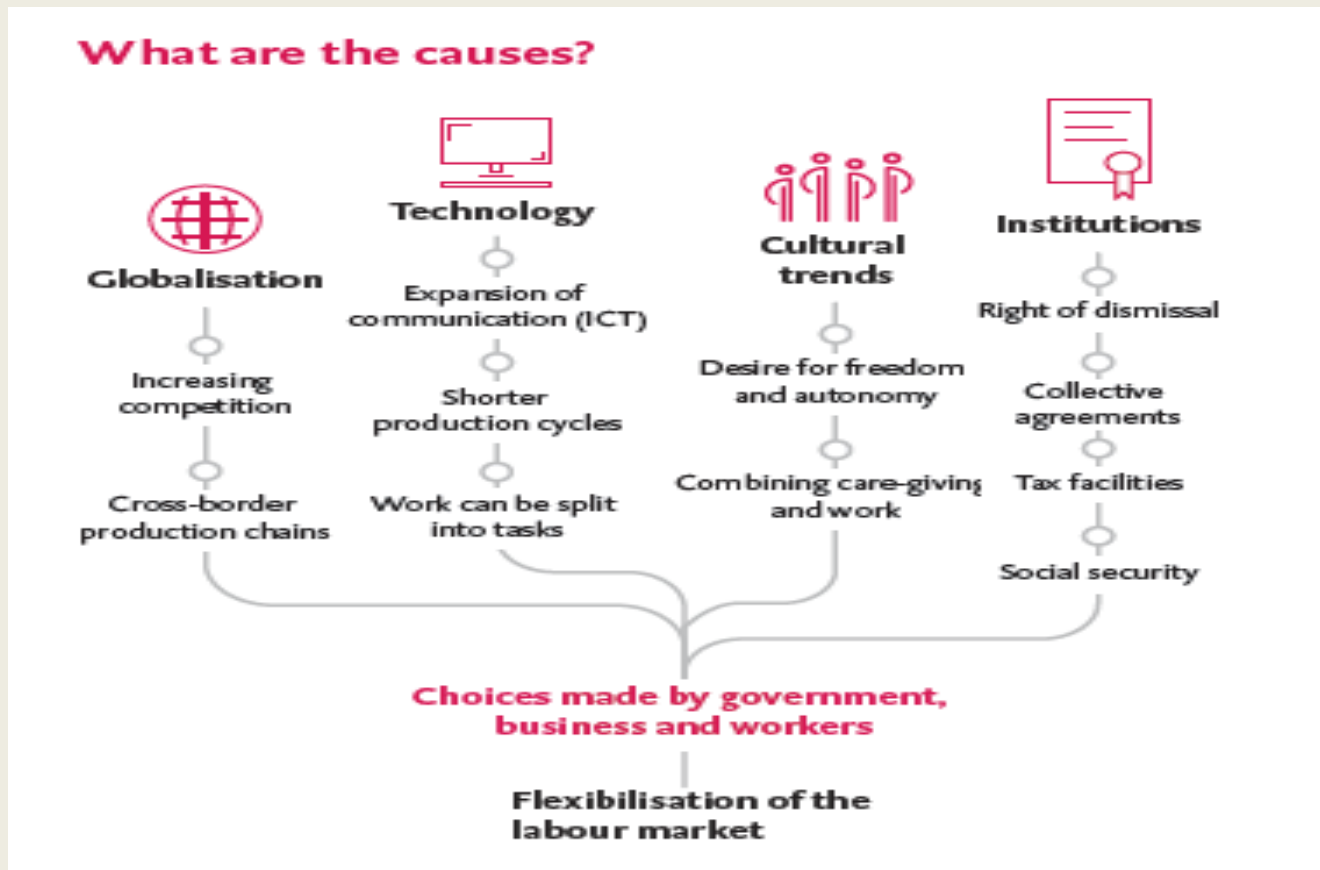 What are the causes?
Globalisation
Increasing
competition
Cross-border
production chains
Technology
Expansion of
communication (ICT)
Shorter
production cycles
Work can be split
into tasks
Cultural
trends
Desire for freedom
and autonomy
Combining care-giving
and work
Institutions
Right of dismissal
Collective
agreements
Tax facilities
Social security
Choices made by government,
business and workers
Flexibilisation of the
labour market